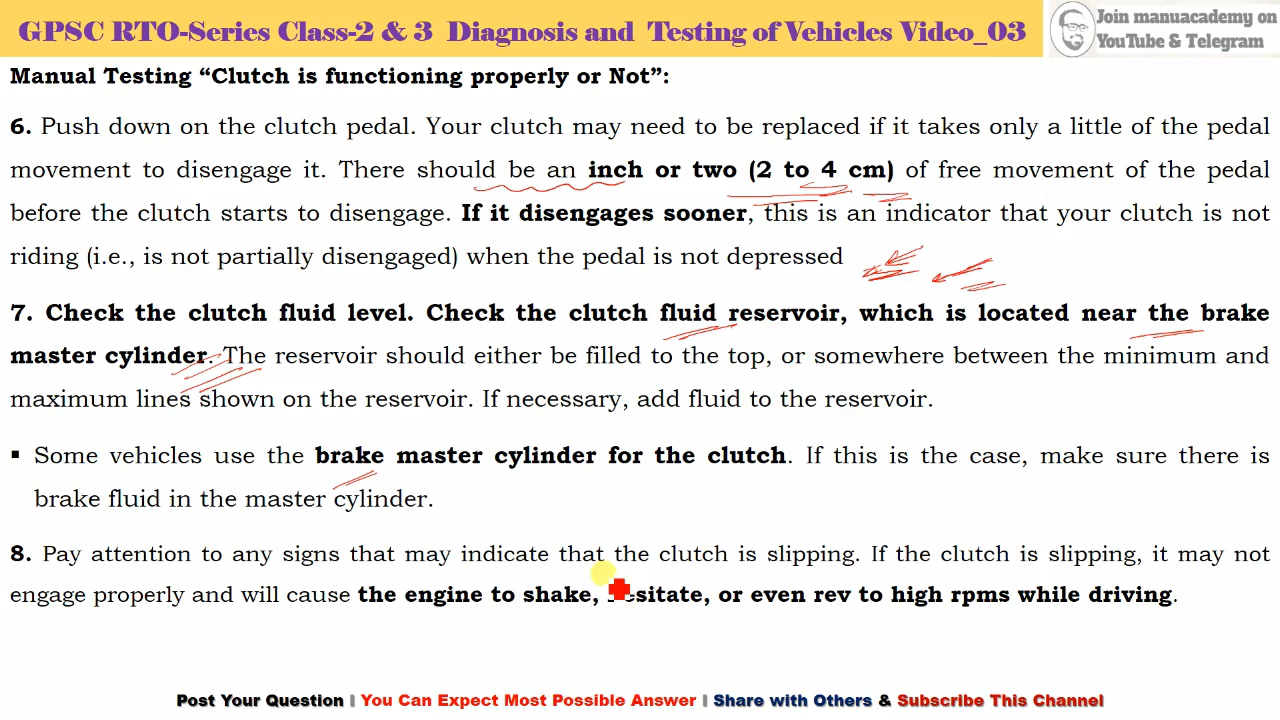 GPSC RTO-Series Class-2 & 3 Diagnosis and Testing of Vehicles Video_03
Join manuacademy on
YouTube & Telegram
Manual Testing “Clutch is functioning properly or Not”:
6. Push down on the clutch pedal. Your clutch may need to be replaced if it takes only a little of the pedal
movement to disengage it. There should be an inch or two (2 to 4 cm) of free movement of the pedal
before the clutch starts to disengage. If it disengages sooner, this is an indicator that your clutch is not
riding (i.e., is not partially disengaged) when the pedal is not depressed
7. Check the clutch fluid level. Check the clutch fluid reservoir, which is located near the brake
master cylinder. The reservoir should either be filled to the top, or somewhere between the minimum and
maximum lines shown on the reservoir. If necessary, add fluid to the reservoir.
▪ Some vehicles use the brake master cylinder for the clutch. If this is the case, make sure there is
brake fluid in the master cylinder.
8. Pay attention to any signs that may indicate that the clutch is slipping. If the clutch is slipping, it may not
engage properly and will cause the engine to shake, hesitate, or even rev to high rpms while driving.
Post Your Question | You Can Expect Most Possible Answer | Share with Others & Subscribe This Channel